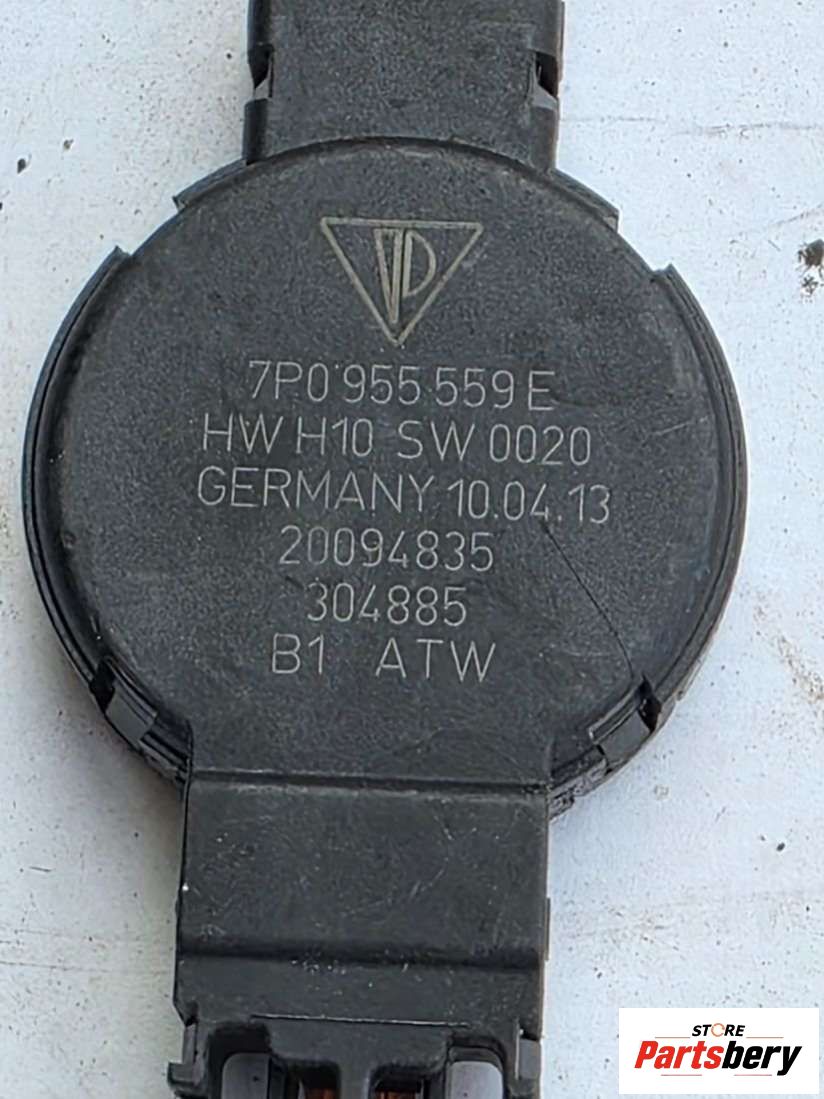 7P0 955 559 E
HW H10 SW 0020
GERMANY 10.04.13
20094835
304885
B1 ATW
STORE
Partsbery